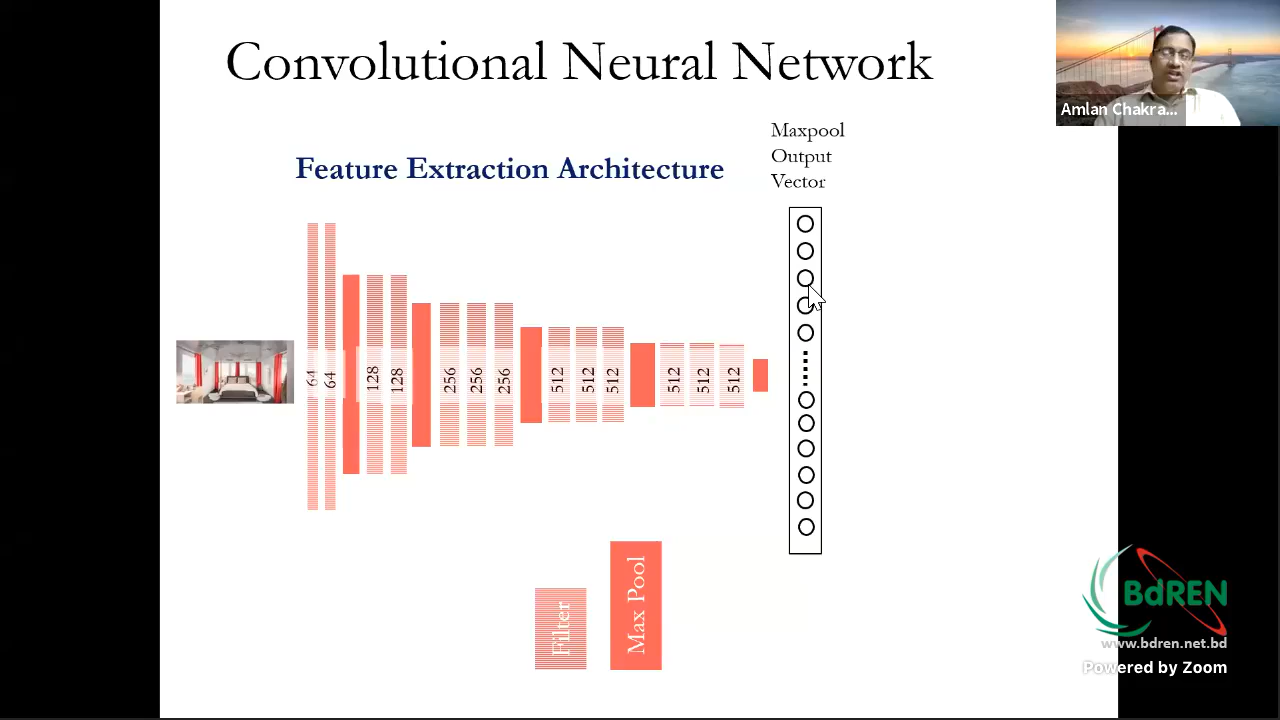 Convolutional Neural Network
Amlan Chakra...
Maxpool
Output
Vector
Feature Extraction Architecture
64
64
128
128
256
256
256
512
512
512
512
512
512
Filter
Max Pool
BdREN
www.bdren.net.bd
Powered by Zoom